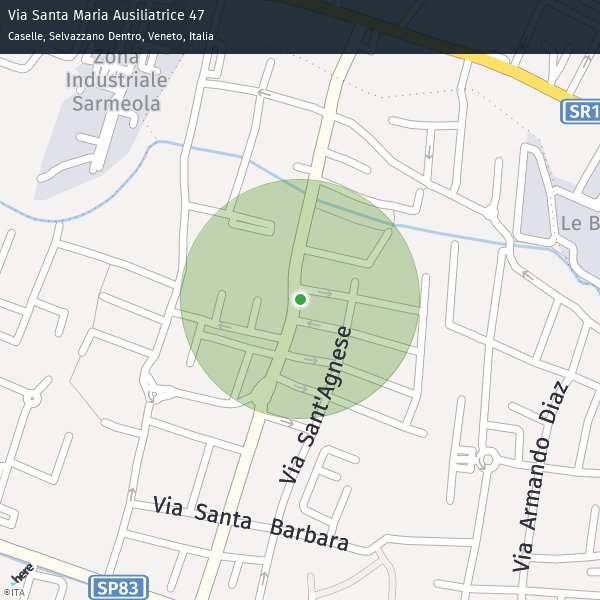 Via Santa Maria Ausiliatrice 47
Caselle, Selvazzano Dentro, Veneto, Italia
Zona
Industriale
Sarmeola
SR1
Le B
Via Sant'Agnese
Via Armando Diaz
Via Santa Barbara
SP83
here
©ITA